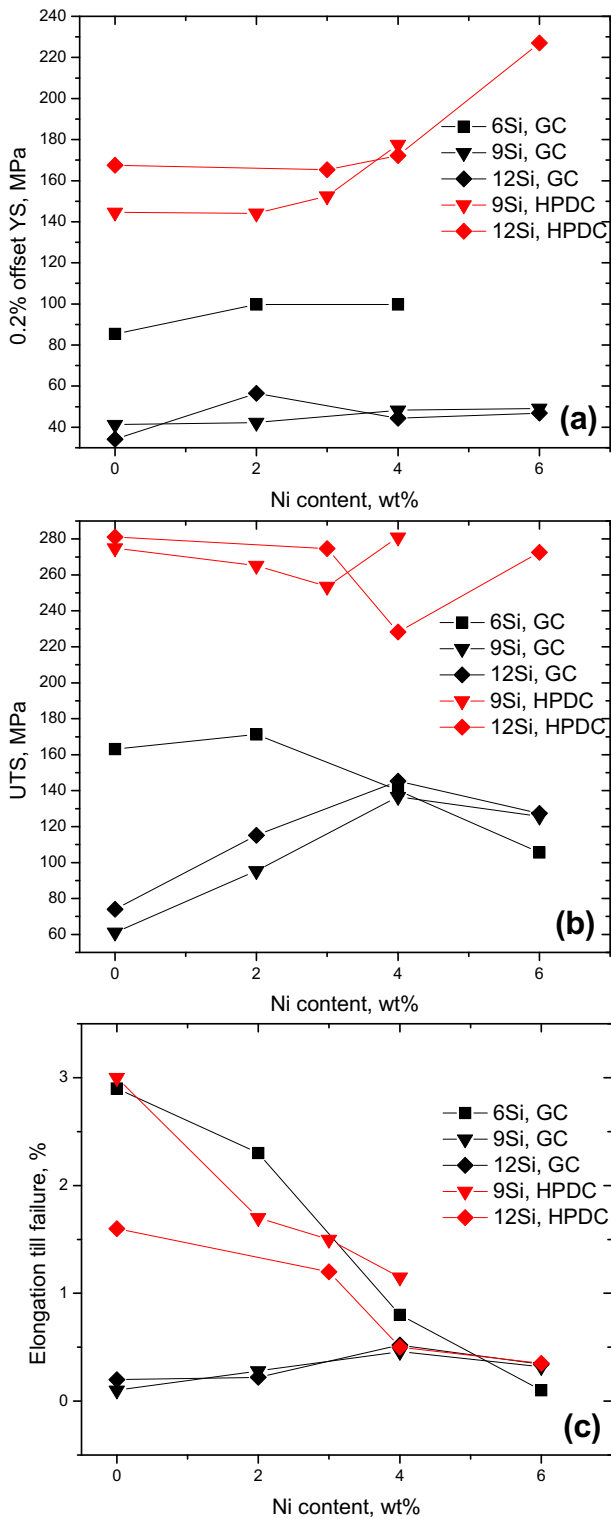 240
220
200
180
160
140
120
100
80
60
40
0.2% offset YS, MPa
6Si, GC
9Si, GC
12Si, GC
9Si, HPDC
12Si, HPDC
(a)
0 2 4 6
Ni content, wt%
280
260
240
220
200
180
160
140
120
100
80
60
UTS, MPa
6Si, GC
9Si, GC
12Si, GC
9Si, HPDC
12Si, HPDC
(b)
0 2 4 6
Ni content, wt%
3
2
1
0
Elongation till failure, %
6Si, GC
9Si, GC
12Si, GC
9Si, HPDC
12Si, HPDC
(c)
0 2 4 6
Ni content, wt%